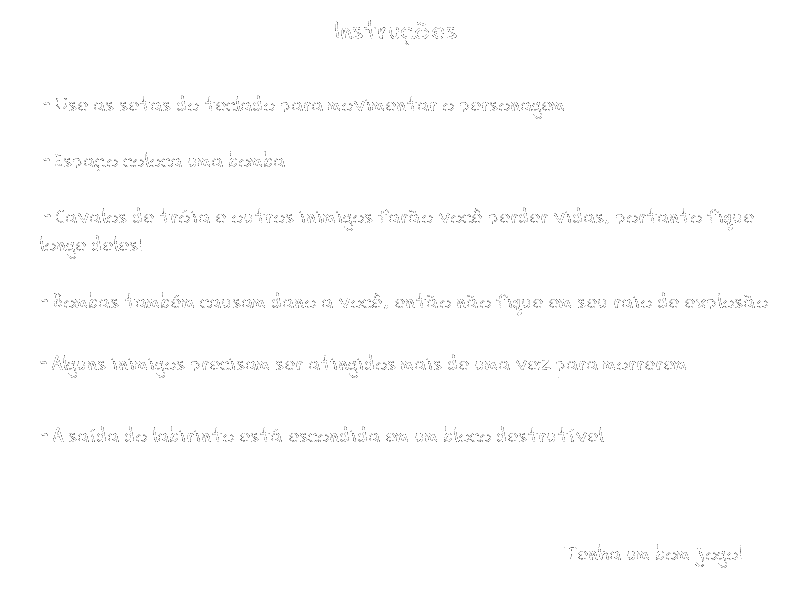 Instruções
- Use as setas do teclado para movimentar o personagem
- Espaço coloca uma bomba
- Cavalos de tróia e outros inimigos farão você perder vidas, portanto fique
longe deles!
- Bombas também causam dano a você, então não fique em seu raio de explosão
- Alguns inimigos precisam ser atingidos mais de uma vez para morrerem
- A saída do labirinto está escondida em um bloco destrutível
Tenha um bom jogo!